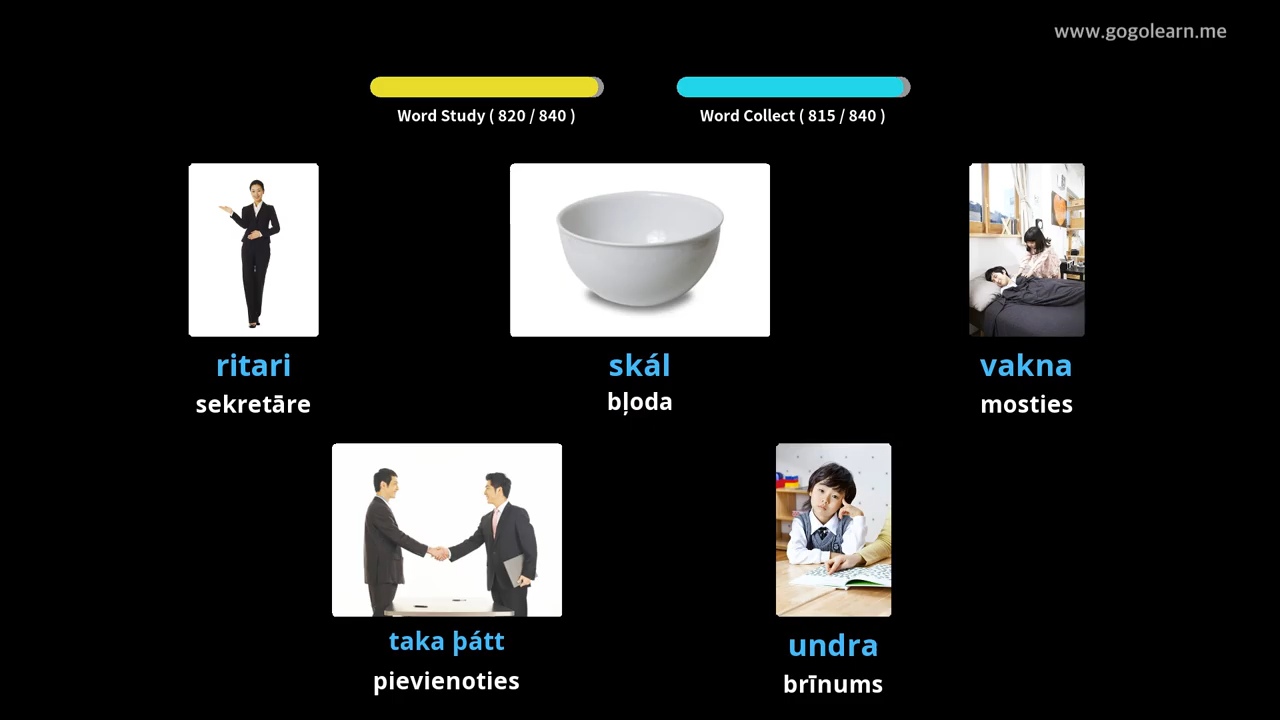 www.gogolearn.me
Word Study ( 820 / 840 )
Word Collect ( 815 / 840 )
ritari
sekretāre
skál
bļoda
vakna
mosties
taka þátt
pievienoties
undra
brīnums